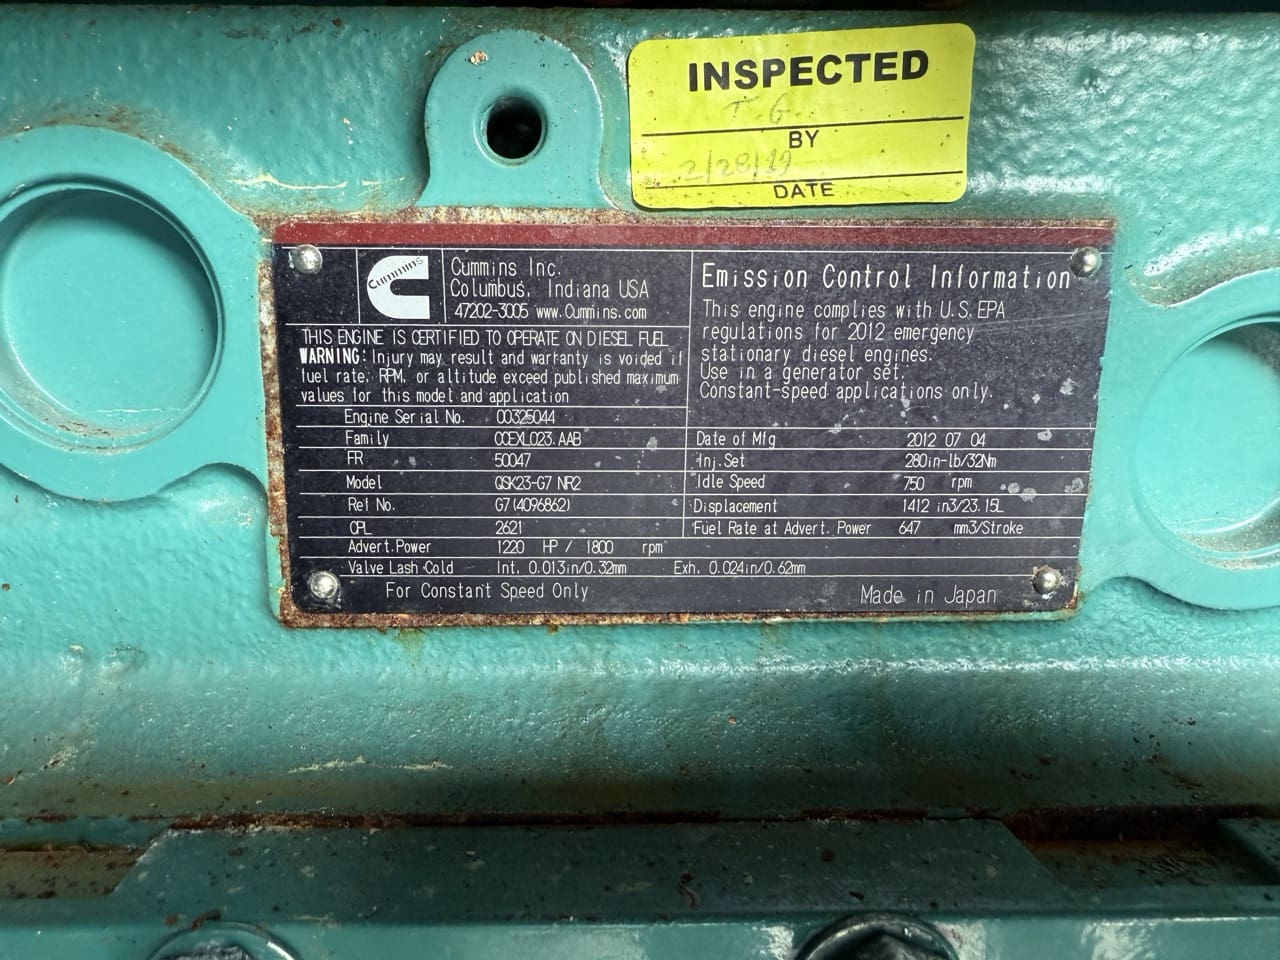 INSPECTED
T.G.
BY
2/28/19
DATE
Cummins
Cummins Inc.
Columbus, Indiana USA
47202-3005 www.Cummins.com
THIS ENGINE IS CERTIFIED TO OPERATE ON DIESEL FUEL
WARNING: Injury may result and warranty is voided if
fuel rate, RPM, or altitude exceed published maximum
values for this model and application
Emission Control Information
This engine complies with U.S.EPA
regulations for 2012 emergency
stationary diesel engines.
Use in a generator set.
Constant-speed applications only.
Engine Serial No. 00325044
Family CCEXL023.AAB
FR 50047
Model QSK23-G7 NR2
Ref No. G7(4096862)
CPL 2621
Date of Mfg 2012 07 04
Inj.Set 280in-lb/32Nm
Idle Speed 750 rpm
Displacement 1412 in3/23.15L
Fuel Rate at Advert. Power 647 mm3/Stroke
Advert.Power 1220 HP / 1800 rpm
Valve Lash Cold Int. 0.013in/0.32mm Exh. 0.024in/0.62mm
For Constant Speed Only Made in Japan